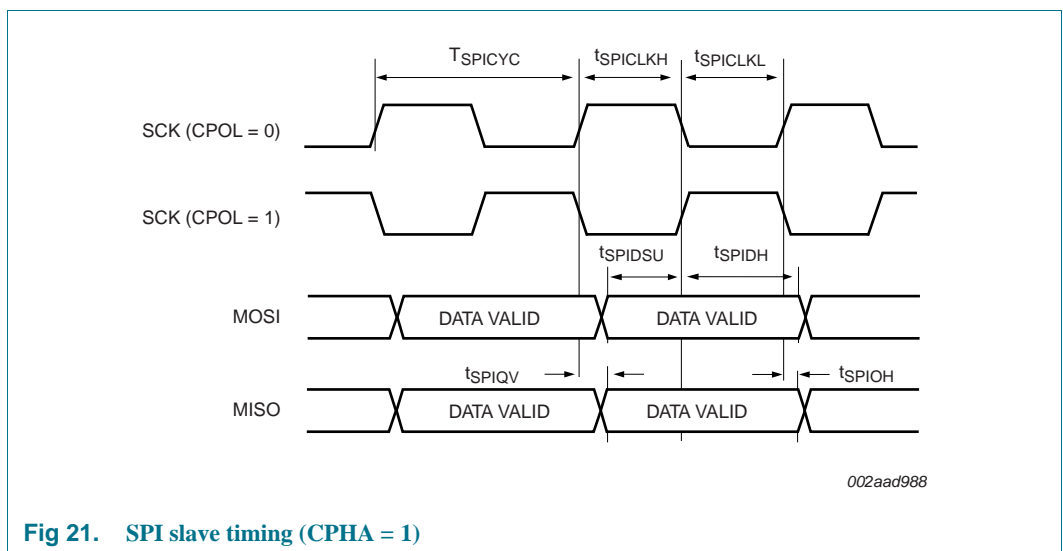 TSPICYC tSPICLKH tSPICLKL
SCK (CPOL = 0)
SCK (CPOL = 1)
tSPIDSU tSPIDH
MOSI DATA VALID DATA VALID
tSPIQV tSPIOH
MISO DATA VALID DATA VALID
002aad988
Fig 21. SPI slave timing (CPHA = 1)